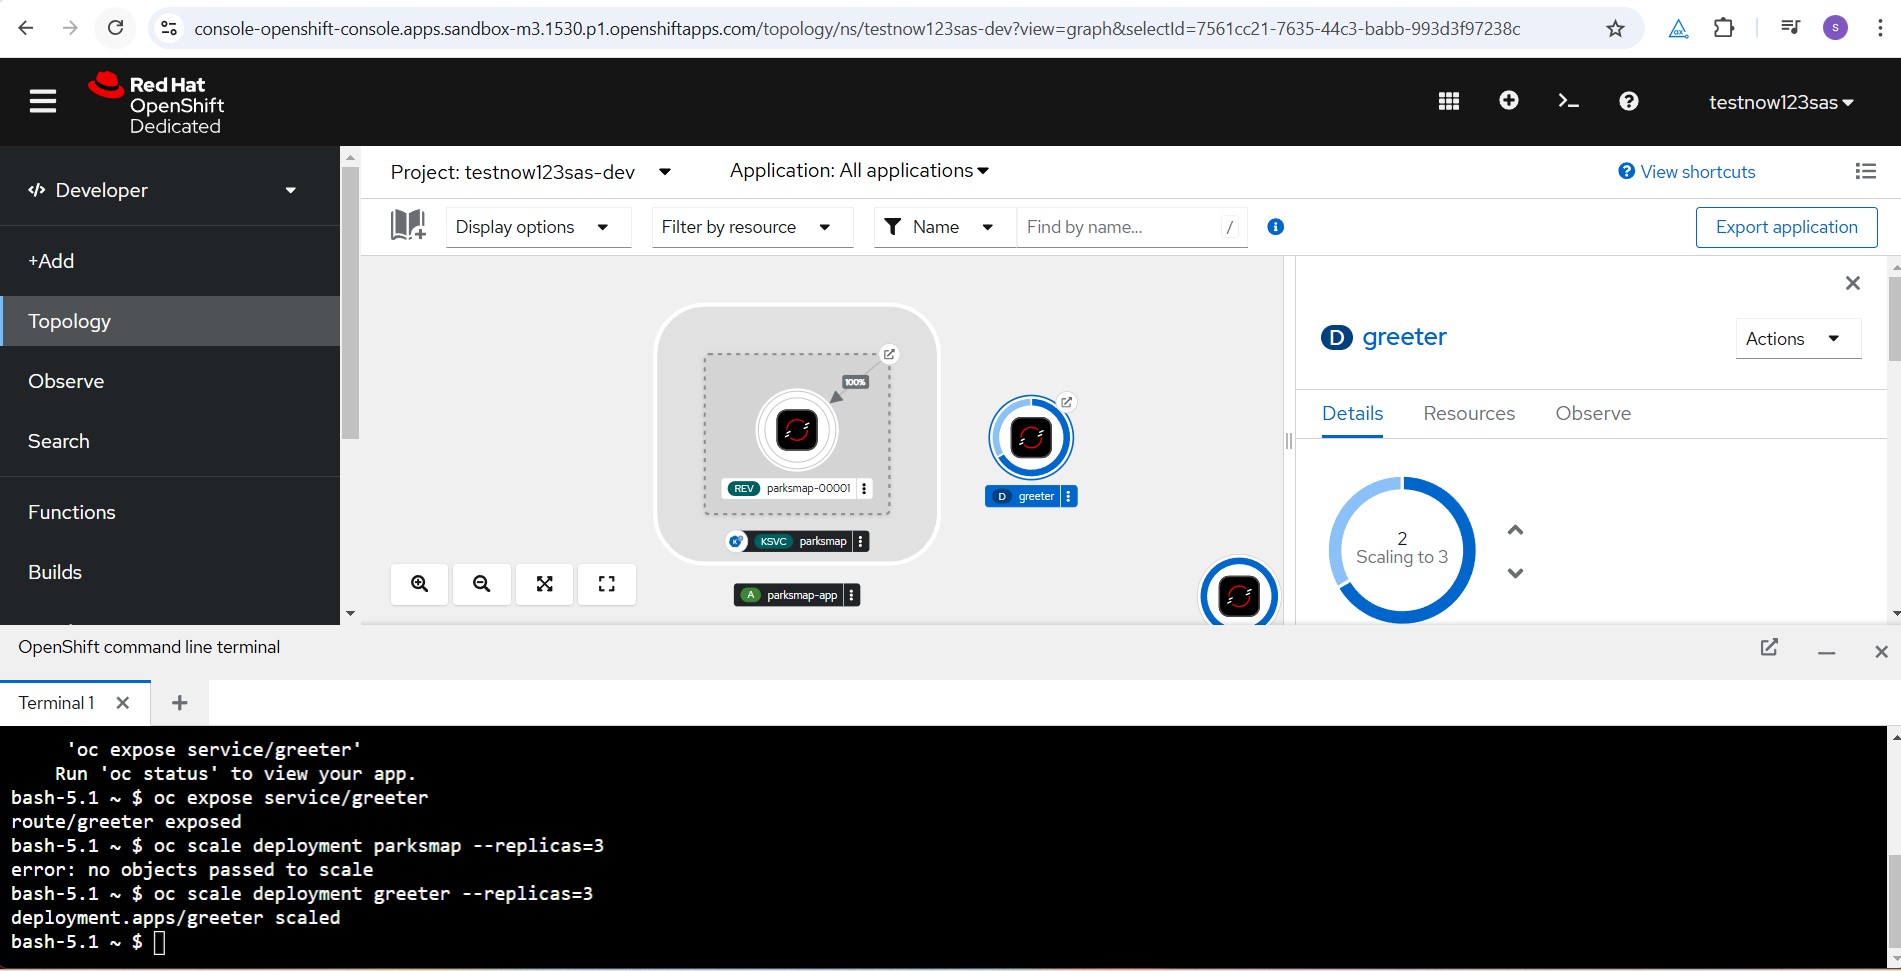 console-openshift-console.apps.sandbox-m3.1530.p1.openshiftapps.com/topology/ns/testnow123sas-dev?view=graph&selectId=7561cc21-7635-44c3-babb-993d3f97238c
S
Red Hat
OpenShift
Dedicated
testnow123sas
Developer
+Add
Topology
Observe
Search
Functions
Builds
Project: testnow123sas-dev
Application: All applications
View shortcuts
Display options
Filter by resource
Name
Find by name...
/
Export application
100%
REV parksmap-00001
KSVC parksmap
A parksmap-app
D greeter
D greeter
Actions
Details
Resources
Observe
2
Scaling to 3
OpenShift command line terminal
Terminal 1
'oc expose service/greeter'
Run 'oc status' to view your app.
bash-5.1 ~ $ oc expose service/greeter
route/greeter exposed
bash-5.1 ~ $ oc scale deployment parksmap --replicas=3
error: no objects passed to scale
bash-5.1 ~ $ oc scale deployment greeter --replicas=3
deployment.apps/greeter scaled
bash-5.1 ~ $